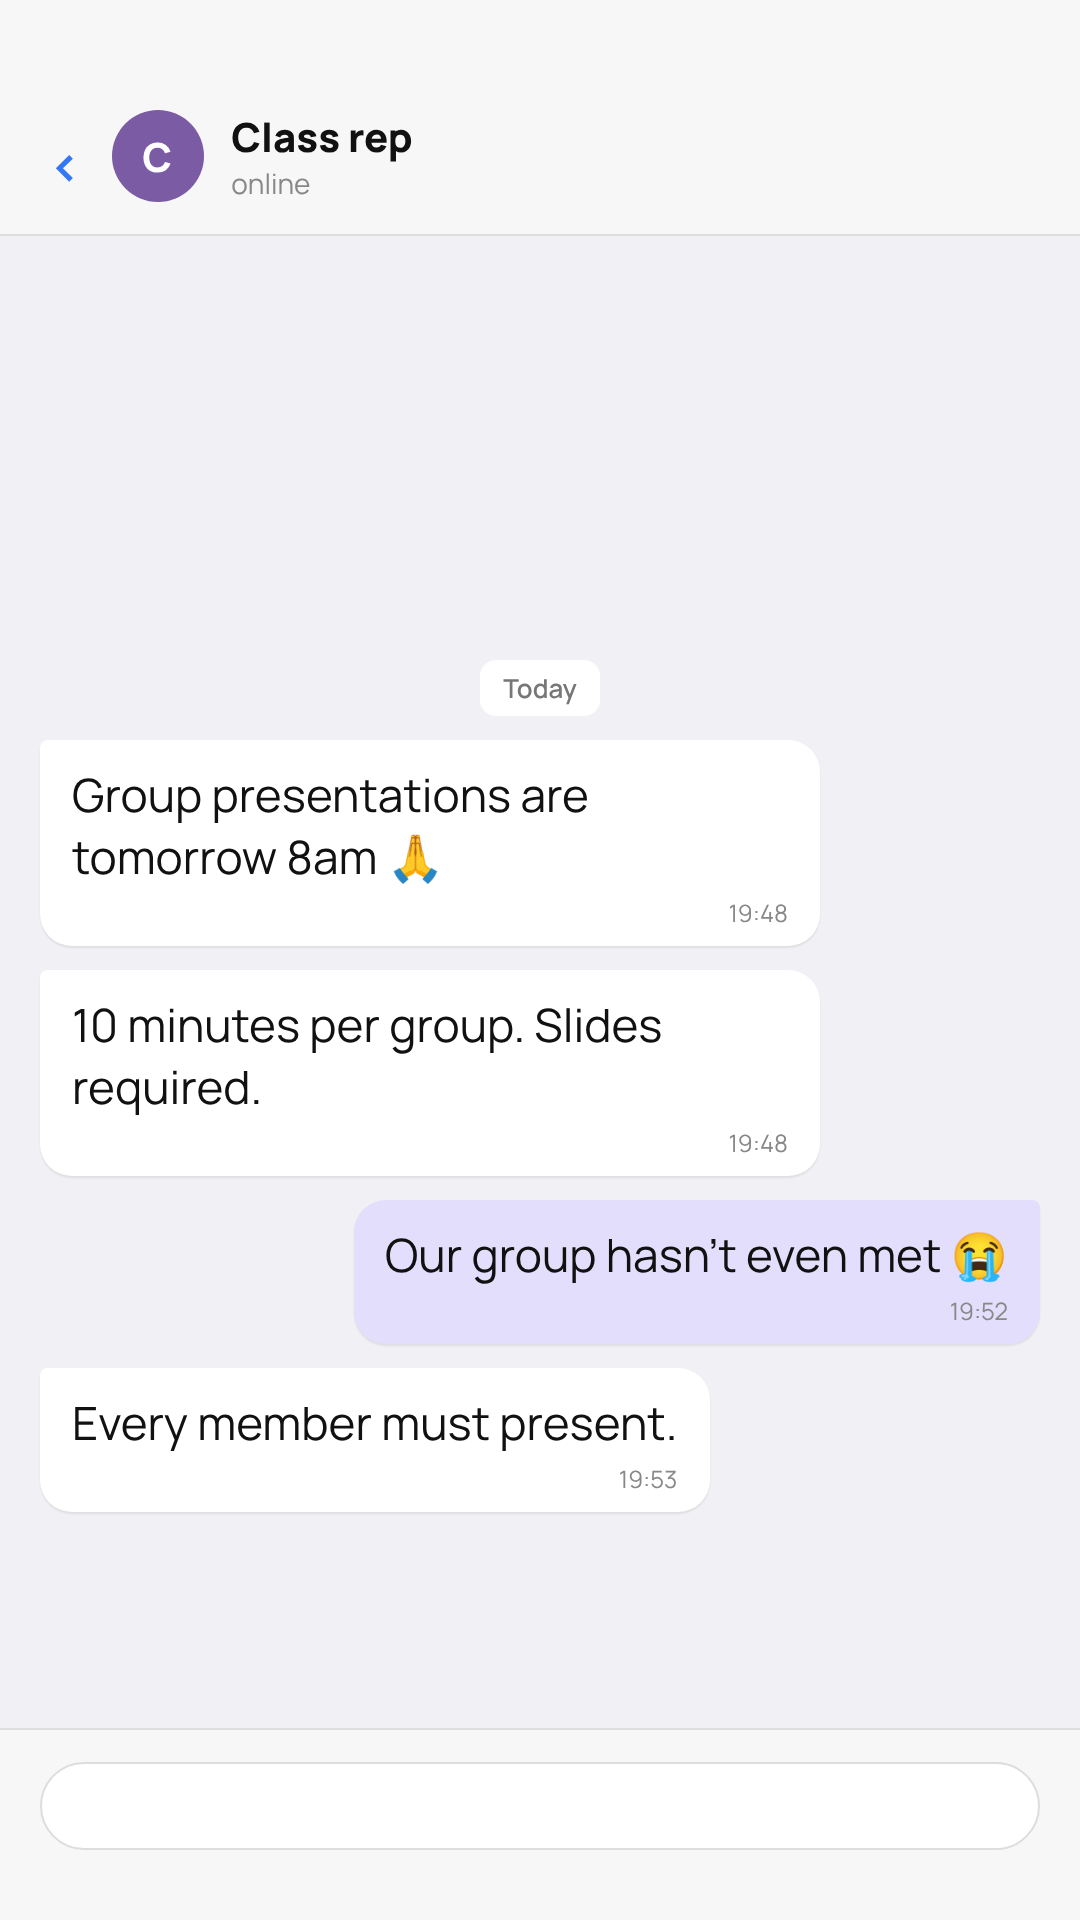 C
Class rep
online
Today
Group presentations are
tomorrow 8am 🙏
19:48
10 minutes per group. Slides
required.
19:48
Our group hasn’t even met 😭
19:52
Every member must present.
19:53